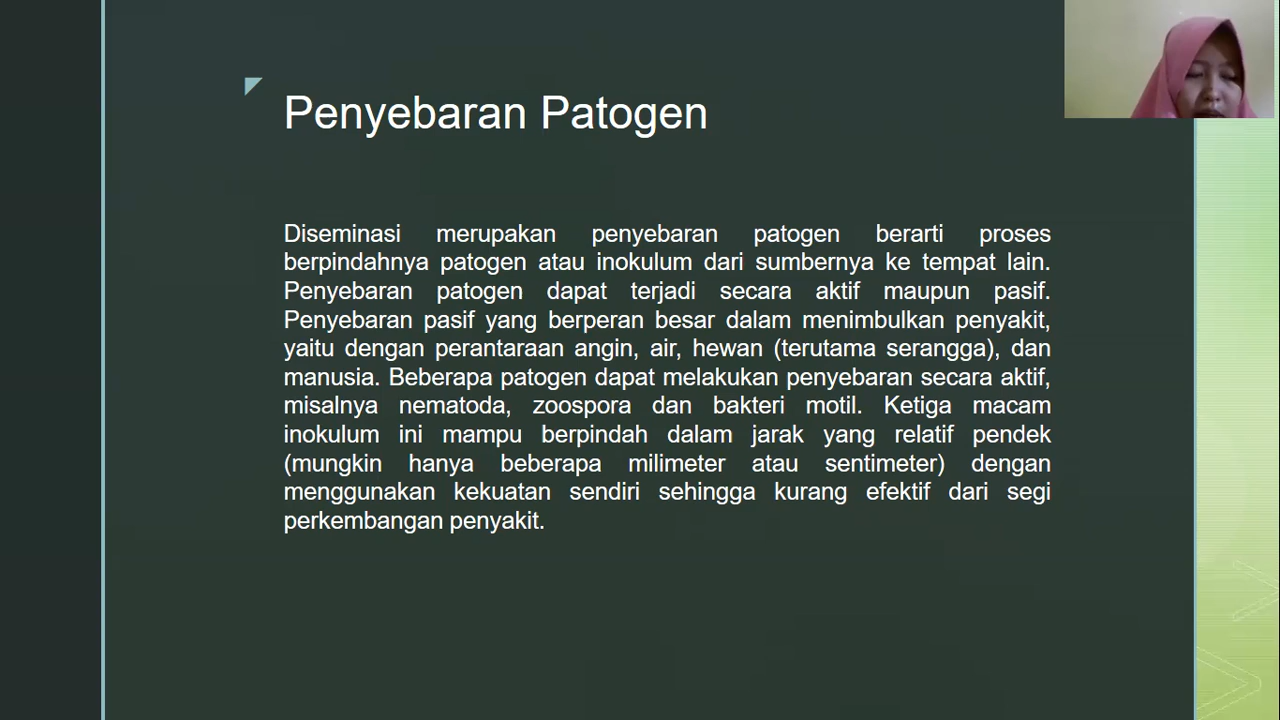 Penyebaran Patogen
Diseminasi merupakan penyebaran patogen berarti proses
berpindahnya patogen atau inokulum dari sumbernya ke tempat lain.
Penyebaran patogen dapat terjadi secara aktif maupun pasif.
Penyebaran pasif yang berperan besar dalam menimbulkan penyakit,
yaitu dengan perantaraan angin, air, hewan (terutama serangga), dan
manusia. Beberapa patogen dapat melakukan penyebaran secara aktif,
misalnya nematoda, zoospora dan bakteri motil. Ketiga macam
inokulum ini mampu berpindah dalam jarak yang relatif pendek
(mungkin hanya beberapa milimeter atau sentimeter) dengan
menggunakan kekuatan sendiri sehingga kurang efektif dari segi
perkembangan penyakit.